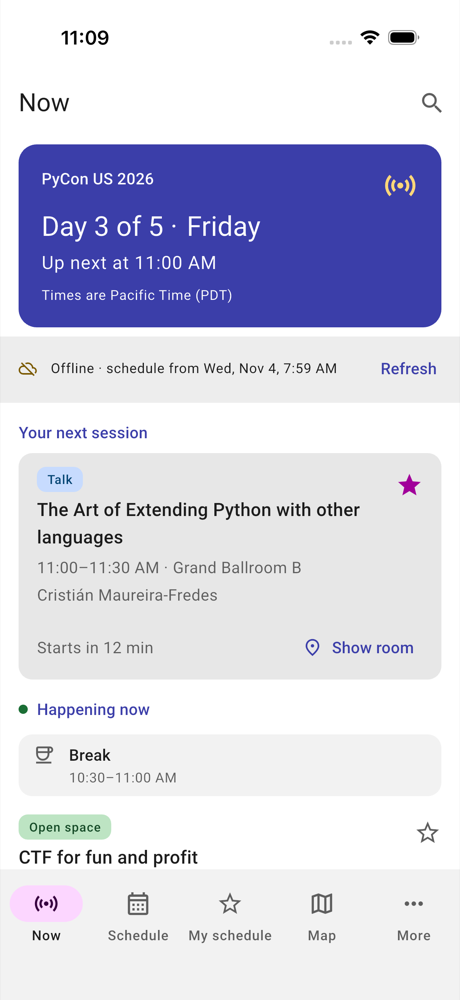 11:09
Now
PyCon US 2026
Day 3 of 5 · Friday
Up next at 11:00 AM
Times are Pacific Time (PDT)
Offline · schedule from Wed, Nov 4, 7:59 AM
Refresh
Your next session
Talk
The Art of Extending Python with other
languages
11:00–11:30 AM · Grand Ballroom B
Cristián Maureira-Fredes
Starts in 12 min
Show room
Happening now
Break
10:30–11:00 AM
Open space
CTF for fun and profit
Now
Schedule
My schedule
Map
More